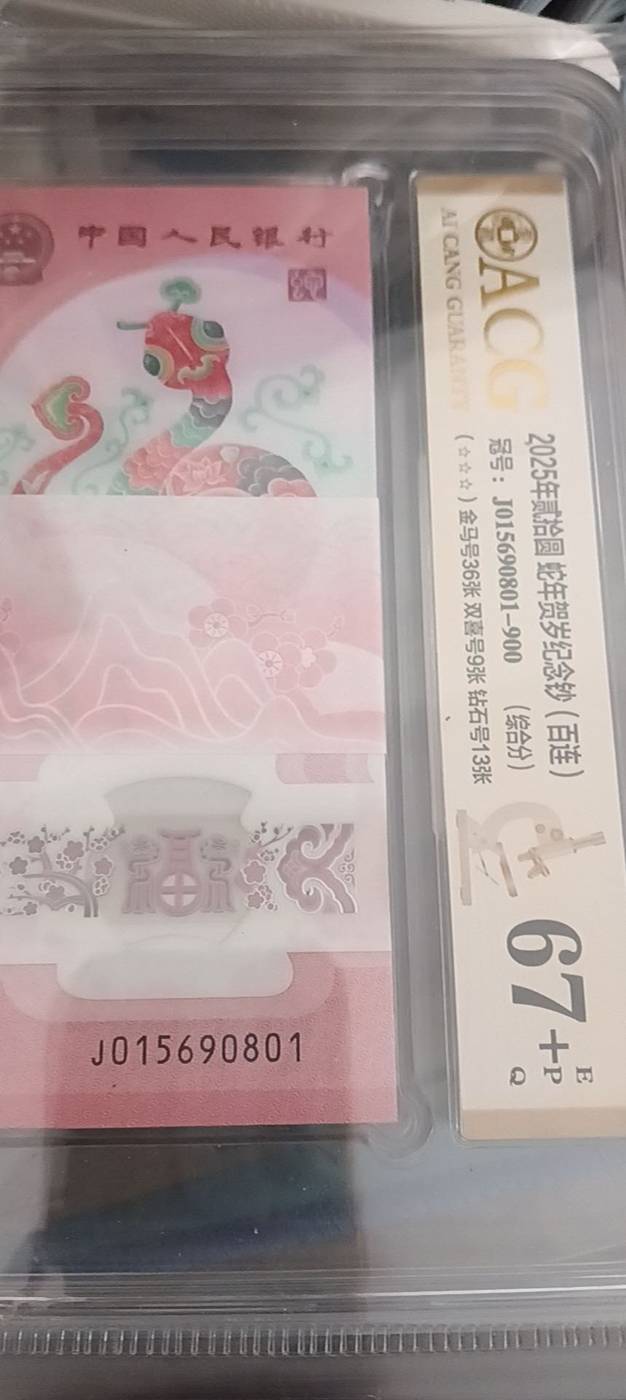 中国人民银行
J015690801
ACG
AI CANG GUARANTY
2025年贰拾圆 蛇年贺岁纪念钞（百连）
冠号：J015690801-900 （综合分）
（☆☆☆）金马号36张 双喜号9张 钻石号13张
67+
EPQ